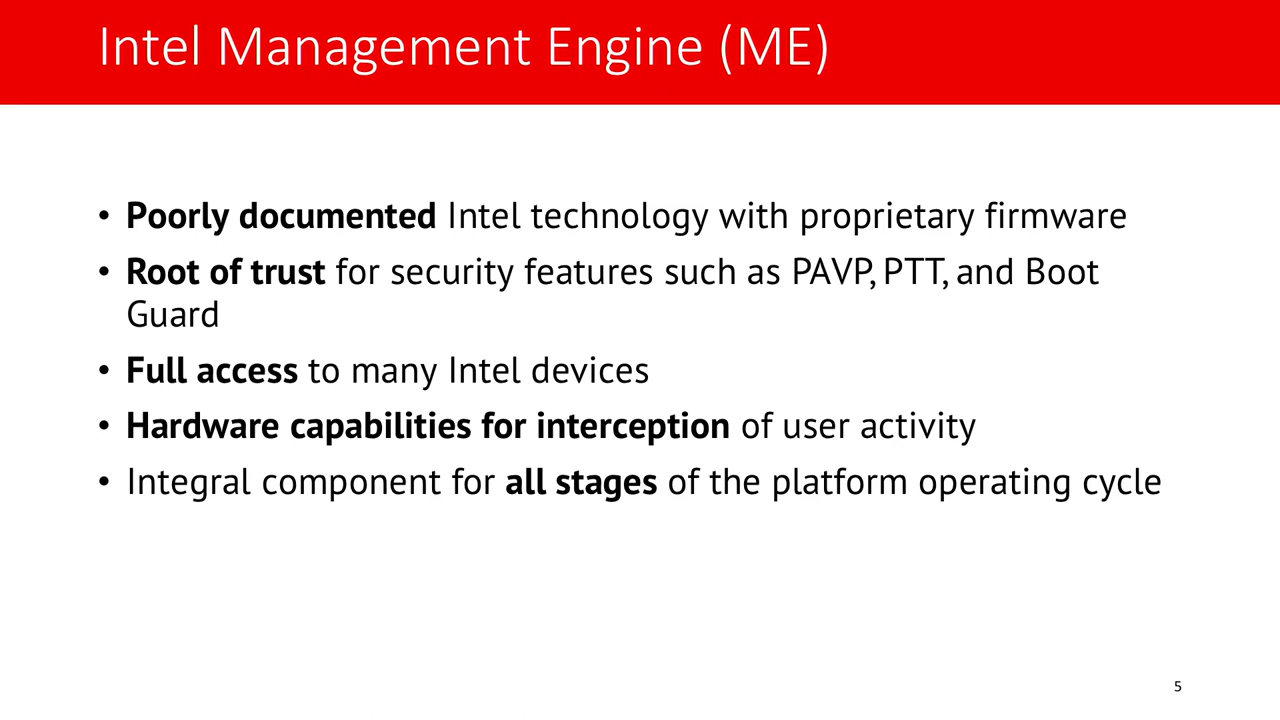 Intel Management Engine (ME)
• Poorly documented Intel technology with proprietary firmware
• Root of trust for security features such as PAVP, PTT, and Boot
Guard
• Full access to many Intel devices
• Hardware capabilities for interception of user activity
• Integral component for all stages of the platform operating cycle
5